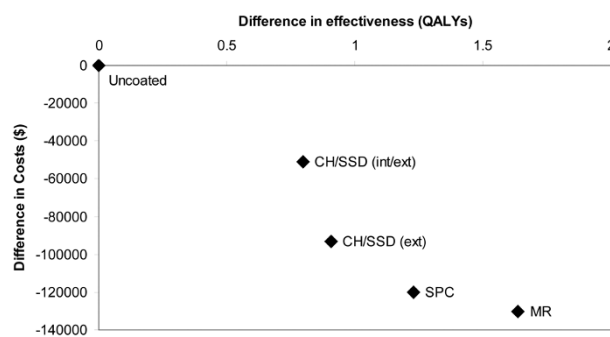 Difference in effectiveness (QALYs)
0 0.5 1 1.5 2
Difference in Costs ($)
0
-20000
-40000
-60000
-80000
-100000
-120000
-140000
Uncoated
CH/SSD (int/ext)
CH/SSD (ext)
SPC
MR